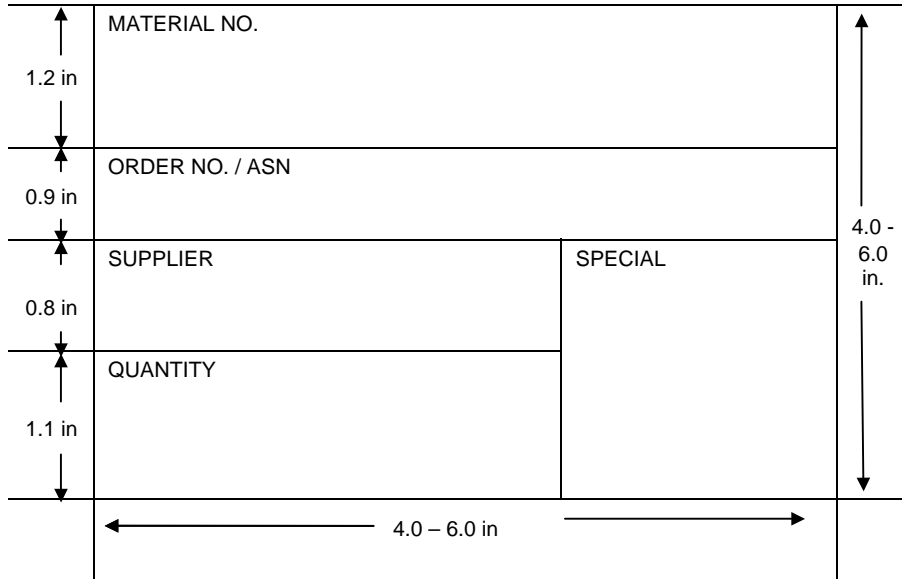 MATERIAL NO.
1.2 in
ORDER NO. / ASN
0.9 in
4.0 -
6.0
in.
SUPPLIER
SPECIAL
0.8 in
QUANTITY
1.1 in
4.0 – 6.0 in